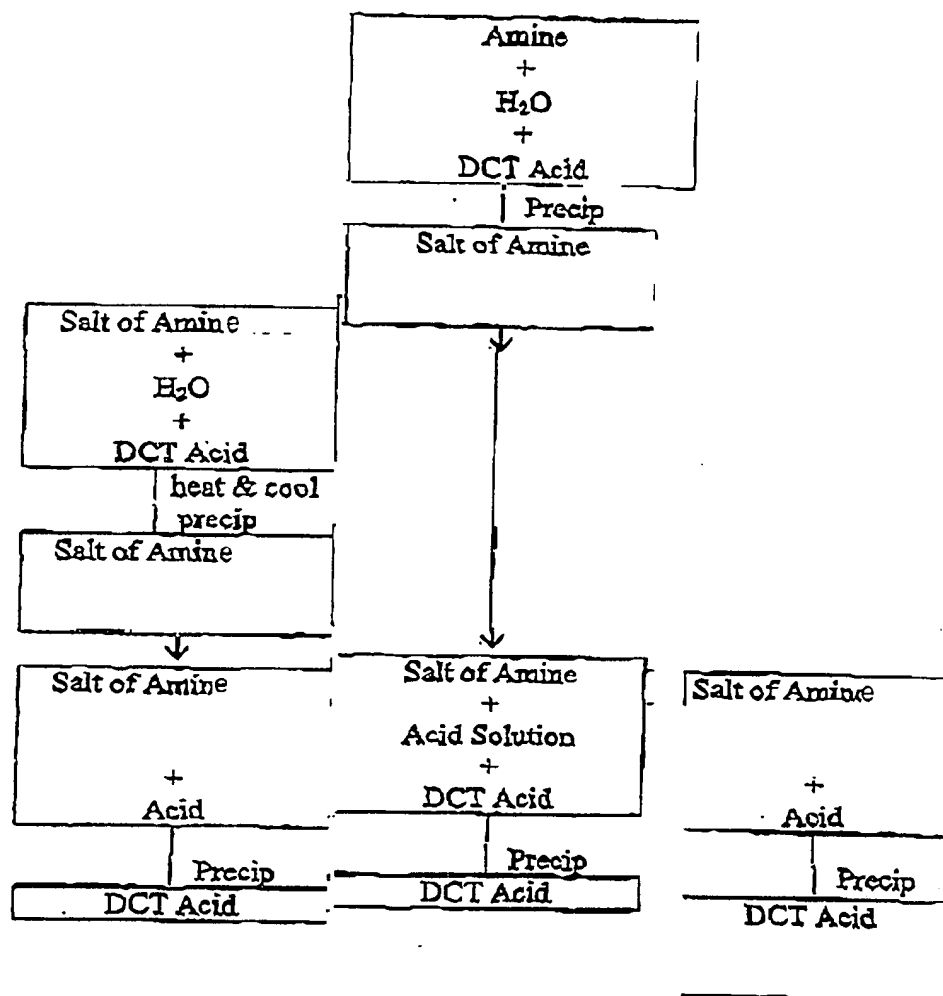 Amine
+
H₂O
+
DCT Acid
Precip
Salt of Amine
Salt of Amine
+
H₂O
+
DCT Acid
heat & cool
precip
Salt of Amine
Salt of Amine
+
Acid
Precip
DCT Acid
Salt of Amine
+
Acid Solution
+
DCT Acid
Precip
DCT Acid
Salt of Amine
+
Acid
Precip
DCT Acid